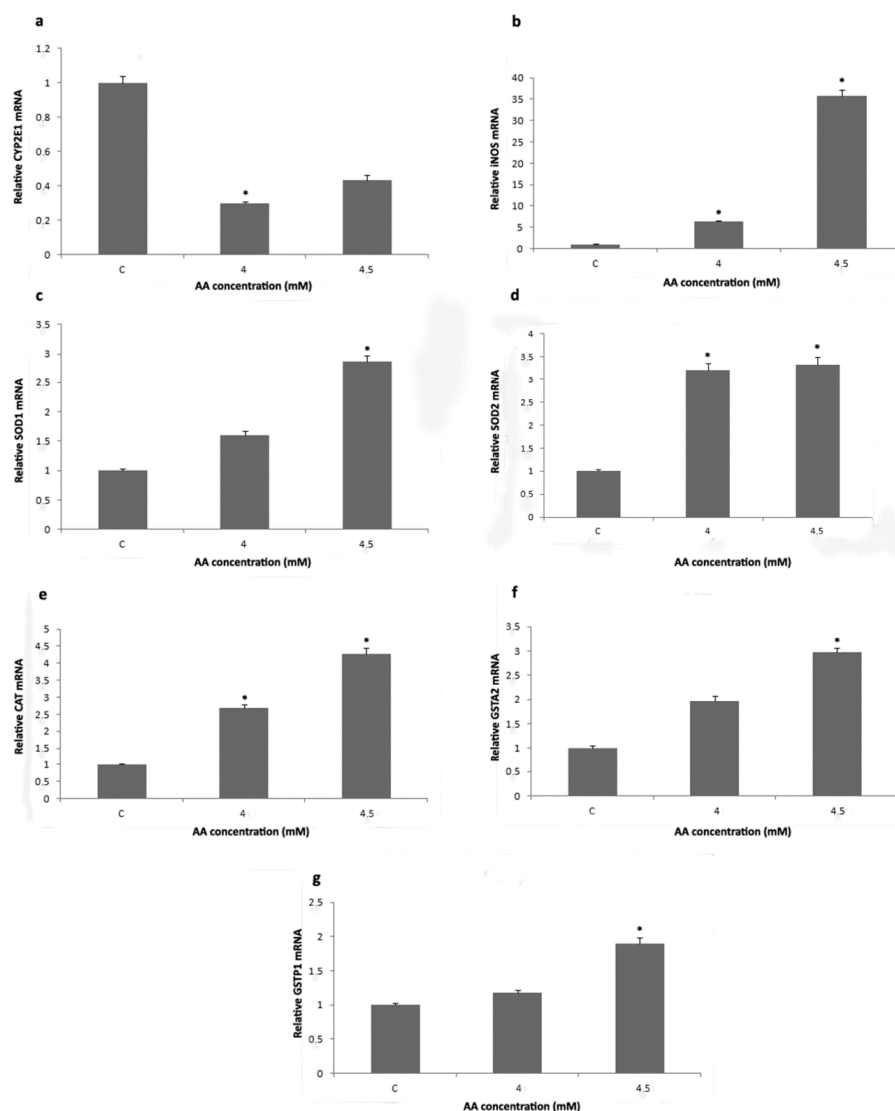 a
Relative CYP2E1 mRNA
1.2
1
0.8
0.6
0.4
0.2
0
*
C 4 4.5
AA concentration (mM)
b
Relative iNOS mRNA
40
35
30
25
20
15
10
5
0
*
*
C 4 4.5
AA concentration (mM)
c
Relative SOD1 mRNA
3.5
3
2.5
2
1.5
1
0.5
0
*
C 4 4.5
AA concentration (mM)
d
Relative SOD2 mRNA
4
3.5
3
2.5
2
1.5
1
0.5
0
* *
C 4 4.5
AA concentration (mM)
e
Relative CAT mRNA
5
4.5
4
3.5
3
2.5
2
1.5
1
0.5
0
*
*
C 4 4.5
AA concentration (mM)
f
Relative GSTA2 mRNA
3.5
3
2.5
2
1.5
1
0.5
0
*
C 4 4.5
AA concentration (mM)
g
Relative GSTP1 mRNA
2.5
2
1.5
1
0.5
0
*
C 4 4.5
AA concentration (mM)